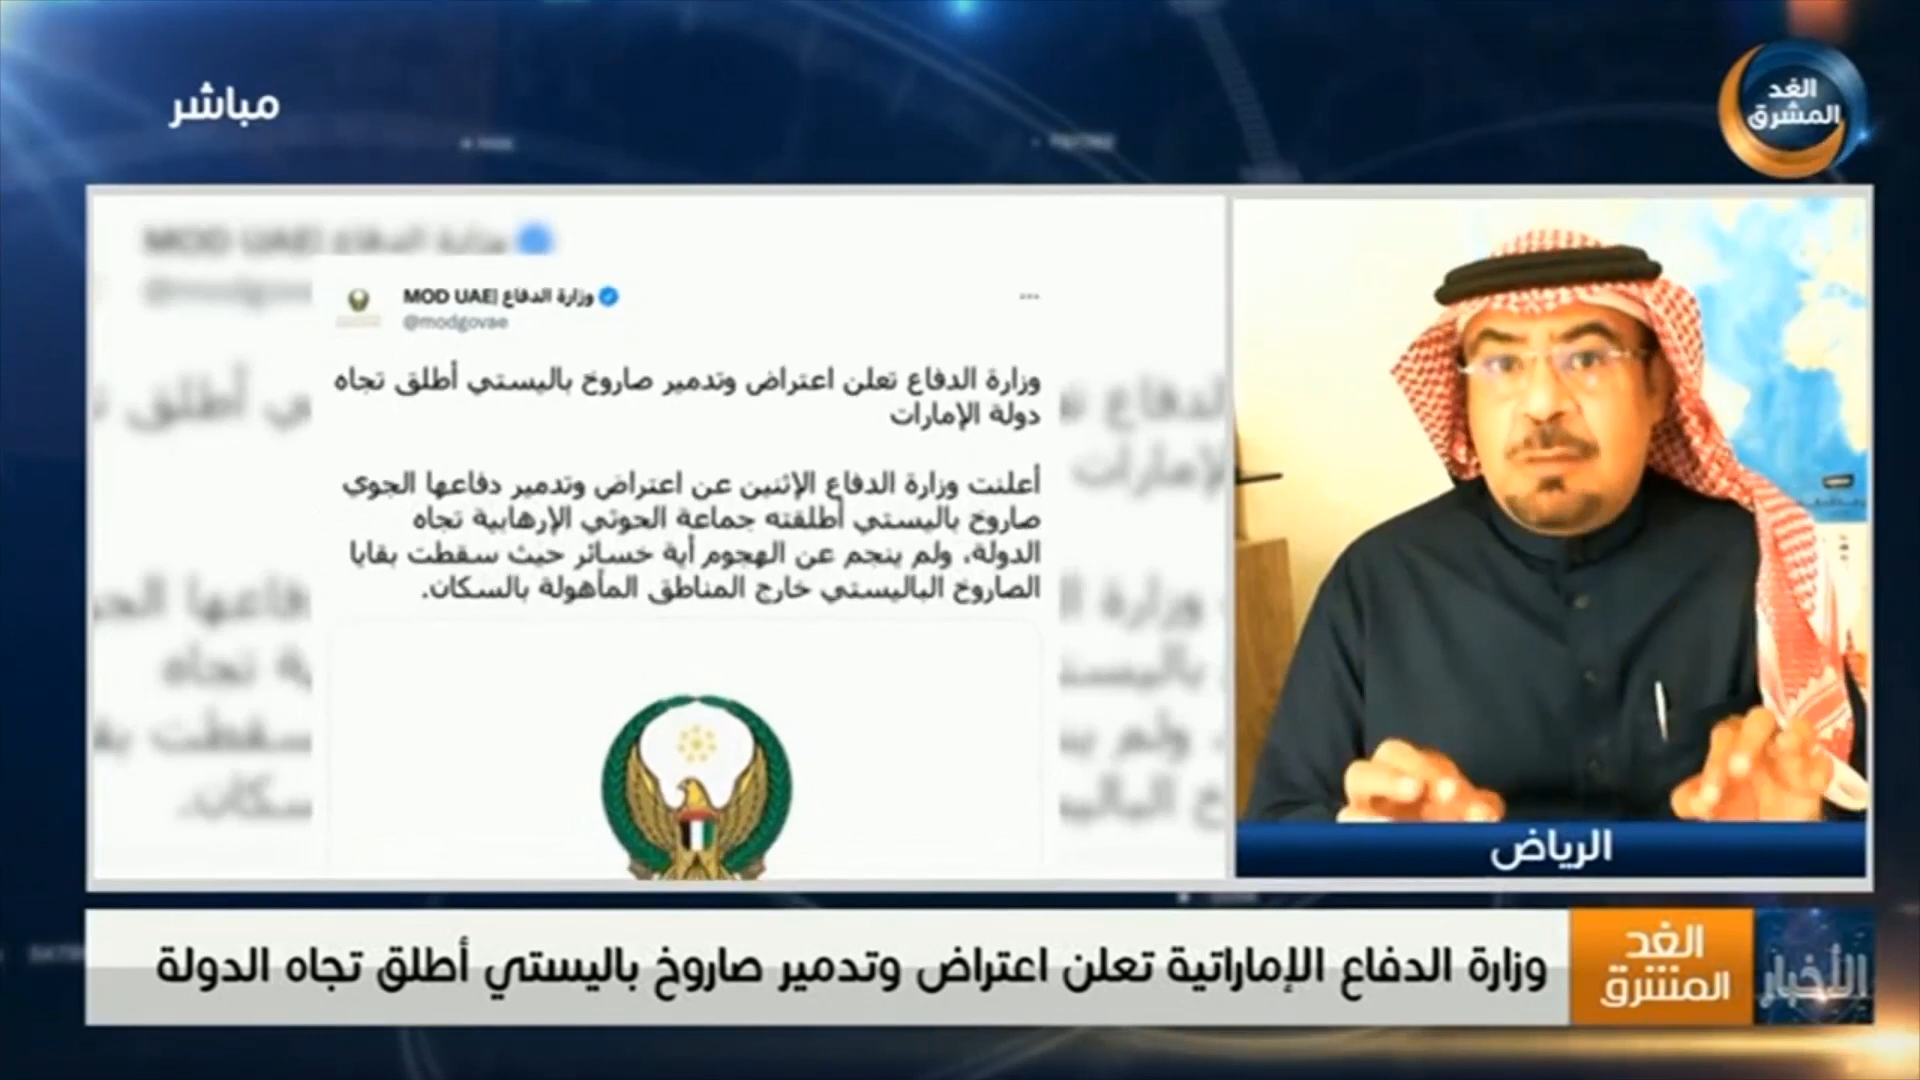 مباشر
الغد
المشرق
MOD UAE| وزارة الدفاع
@modgovae
وزارة الدفاع تعلن اعتراض وتدمير صاروخ باليستي أطلق تجاه
دولة الإمارات
أعلنت وزارة الدفاع الإثنين عن اعتراض وتدمير دفاعها الجوي
صاروخ باليستي أطلقته جماعة الحوثي الإرهابية تجاه
الدولة، ولم ينجم عن الهجوم أية خسائر حيث سقطت بقايا
الصاروخ الباليستي خارج المناطق المأهولة بالسكان.
الرياض
الأخبار
الغد
المشرق
وزارة الدفاع الإماراتية تعلن اعتراض وتدمير صاروخ باليستي أطلق تجاه الدولة